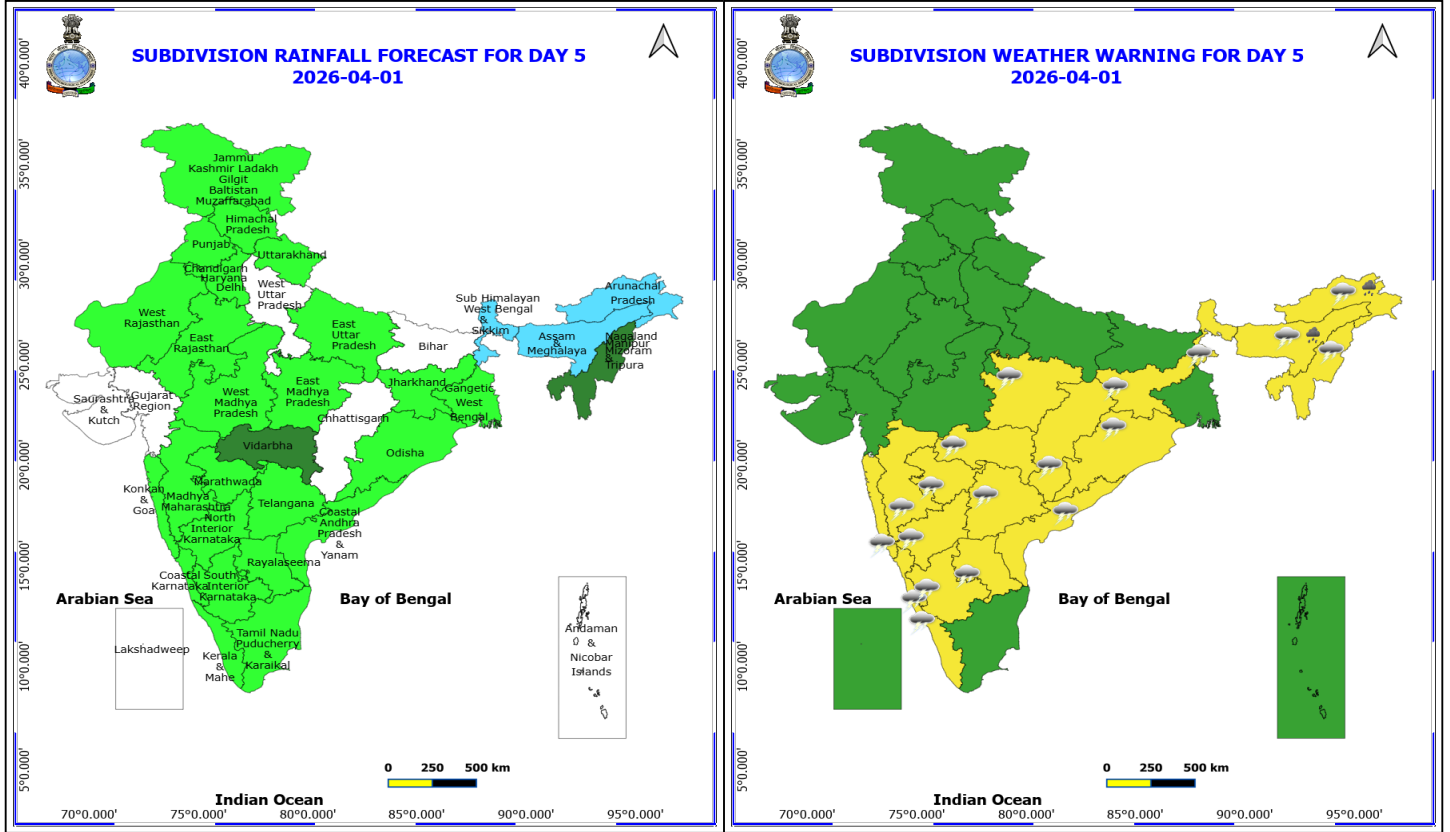 SUBDIVISION RAINFALL FORECAST FOR DAY 5
2026-04-01
40°0.000'
35°0.000'
30°0.000'
25°0.000'
20°0.000'
15°0.000'
10°0.000'
5°0.000'
Jammu
Kashmir Ladakh
Gilgit
Baltistan
Muzaffarabad
Himachal
Pradesh
Punjab
Uttarakhand
Chandigarh
Haryana
Delhi
West
Uttar
Pradesh
West
Rajasthan
East
Rajasthan
East
Uttar
Pradesh
Bihar
Sub Himalayan
West Bengal
&
Sikkim
Arunachal
Pradesh
Assam
&
Meghalaya
Nagaland
Manipur
Mizoram
&
Tripura
Saurashtra
&
Kutch
Gujarat
Region
West
Madhya
Pradesh
East
Madhya
Pradesh
Jharkhand
Gangetic
West
Bengal
Chhattisgarh
Vidarbha
Odisha
Konkan
&
Goa
Marathwada
Madhya
Maharashtra
Telangana
North
Interior
Karnataka
Coastal
Andhra
Pradesh
&
Yanam
Rayalaseema
Coastal
Karnataka
South
Interior
Karnataka
Arabian Sea
Bay of Bengal
Lakshadweep
Kerala
&
Mahe
Tamil Nadu
Puducherry
&
Karaikal
Andaman
&
Nicobar
Islands
0 250 500 km
Indian Ocean
70°0.000' 75°0.000' 80°0.000' 85°0.000' 90°0.000' 95°0.000'
SUBDIVISION WEATHER WARNING FOR DAY 5
2026-04-01
40°0.000'
35°0.000'
30°0.000'
25°0.000'
20°0.000'
15°0.000'
10°0.000'
5°0.000'
Arabian Sea
Bay of Bengal
0 250 500 km
Indian Ocean
70°0.000' 75°0.000' 80°0.000' 85°0.000' 90°0.000' 95°0.000'